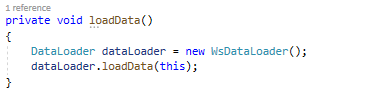 1 reference
private void loadData()
{
DataLoader dataLoader = new WsDataLoader();
dataLoader.loadData(this);
}